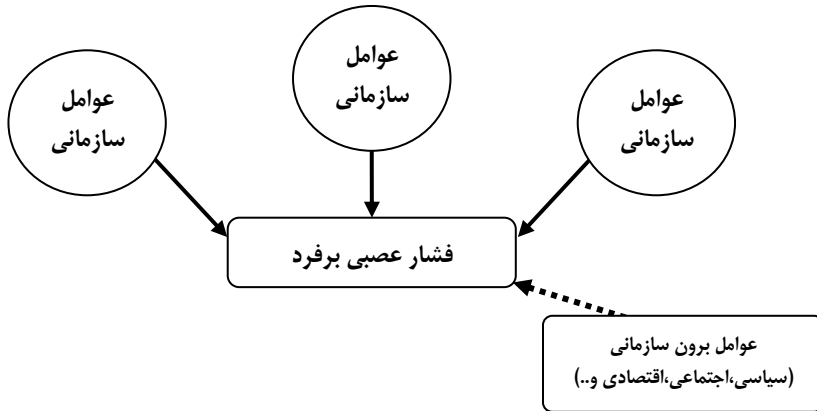 عوامل
سازمانی
عوامل
سازمانی
عوامل
سازمانی
فشار عصبی برفرد
عوامل برون سازمانی
(سیاسی،اجتماعی،اقتصادی و..)